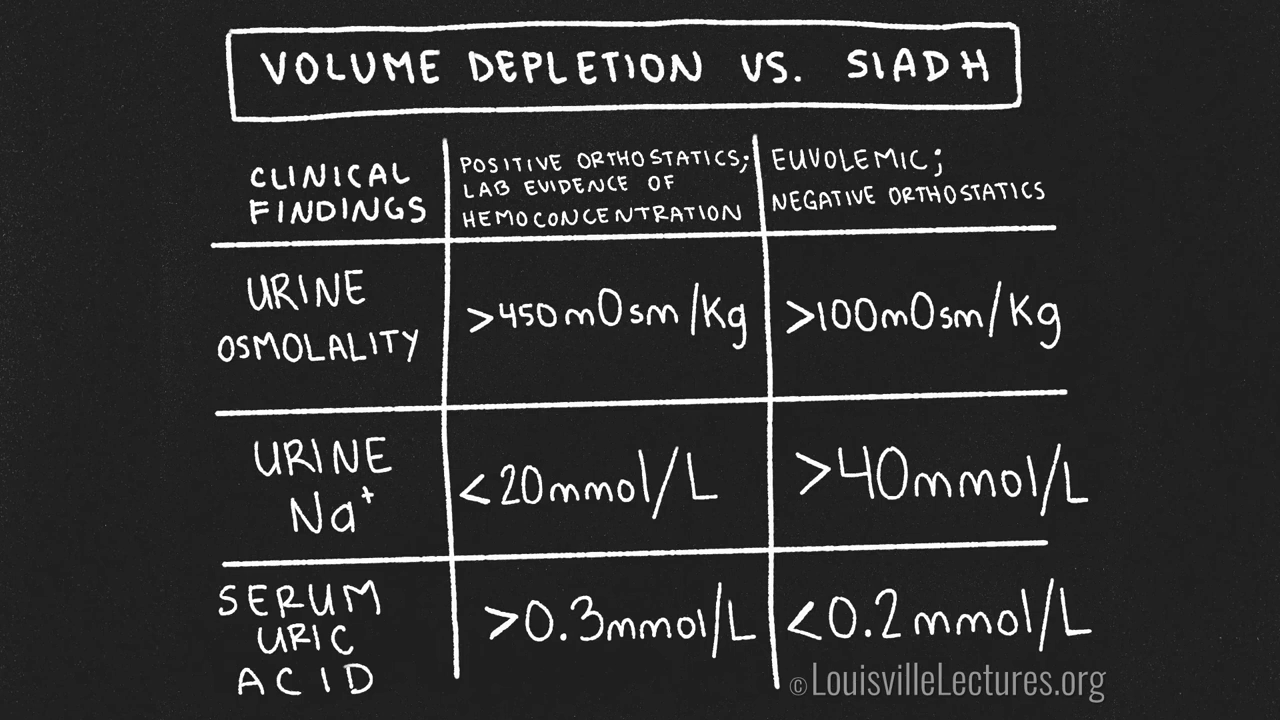 VOLUME DEPLETION VS. SIADH
CLINICAL
FINDINGS
POSITIVE ORTHOSTATICS;
LAB EVIDENCE OF
HEMOCONCENTRATION
EUVOLEMIC;
NEGATIVE ORTHOSTATICS
URINE
OSMOLALITY
>450mOsm/Kg
>100mOsm/Kg
URINE
Na⁺
<20mmol/L
>40mmol/L
SERUM
URIC
ACID
>0.3mmol/L
<0.2mmol/L
© LouisvilleLectures.org